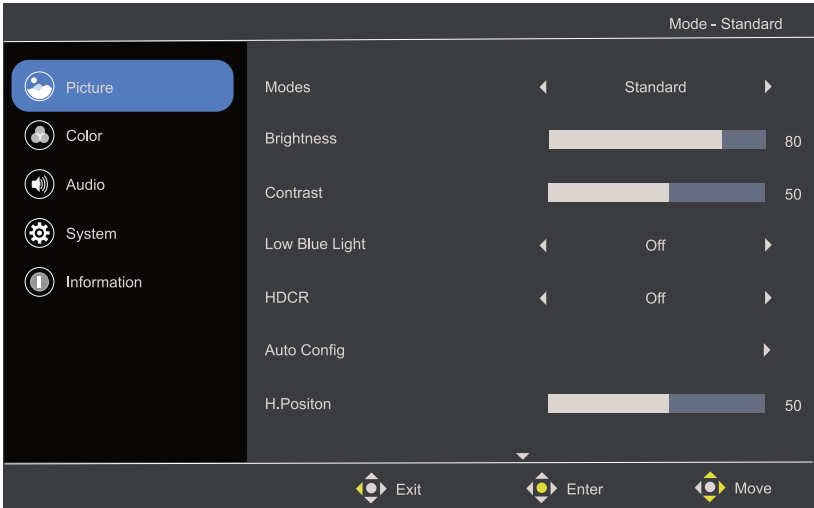 Mode - Standard
Picture
Color
Audio
System
Information
Modes Standard
Brightness 80
Contrast 50
Low Blue Light Off
HDCR Off
Auto Config
H.Positon 50
Exit Enter Move